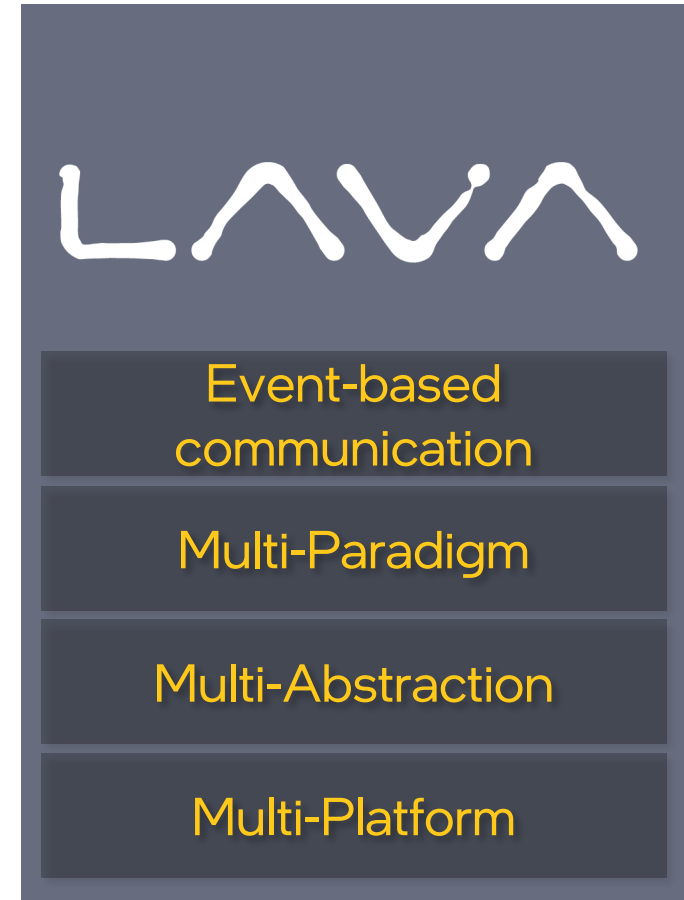 LAVA
Event-based
communication
Multi-Paradigm
Multi-Abstraction
Multi-Platform